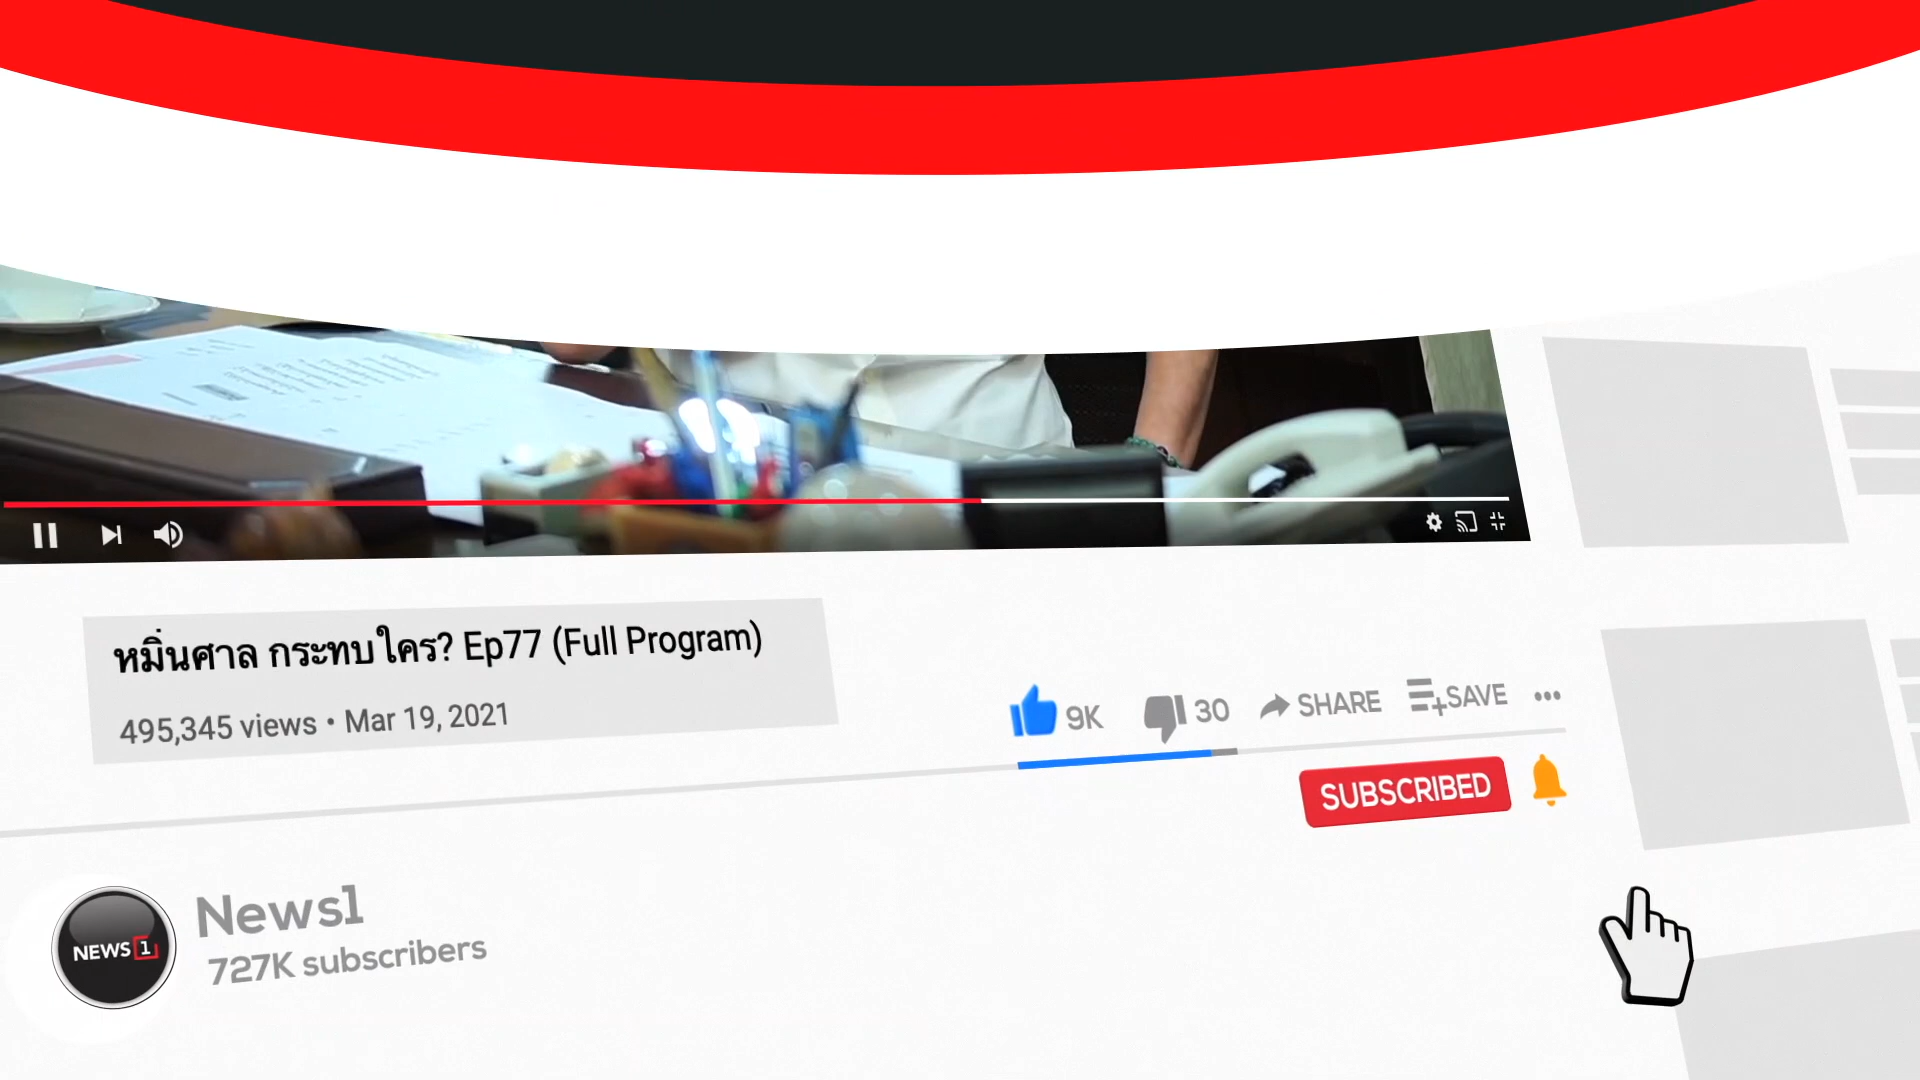 หมิ่นศาล กระทบใคร? Ep77 (Full Program)
495,345 views • Mar 19, 2021
9K
30
SHARE
SAVE
SUBSCRIBED
NEWS 1
News1
727K subscribers